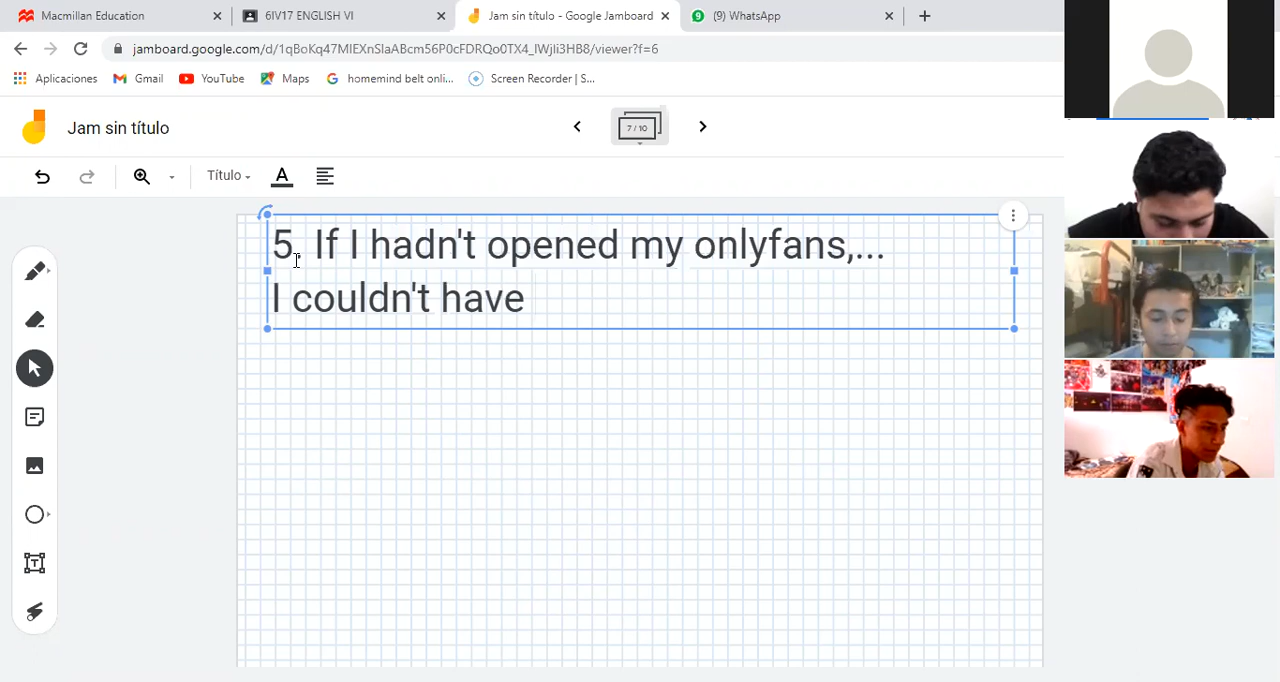 Macmillan Education
6IV17 ENGLISH VI
Jam sin título - Google Jamboard
(9) WhatsApp
jamboard.google.com/d/1qBoKq47MIEXnSlaABcm56P0cFDRQo0TX4_IWjli3HB8/viewer?f=6
Aplicaciones
Gmail
YouTube
Maps
homemind belt onli...
Screen Recorder | S...
Jam sin título
7 / 10
Título
5. If I hadn't opened my onlyfans,...
I couldn't have